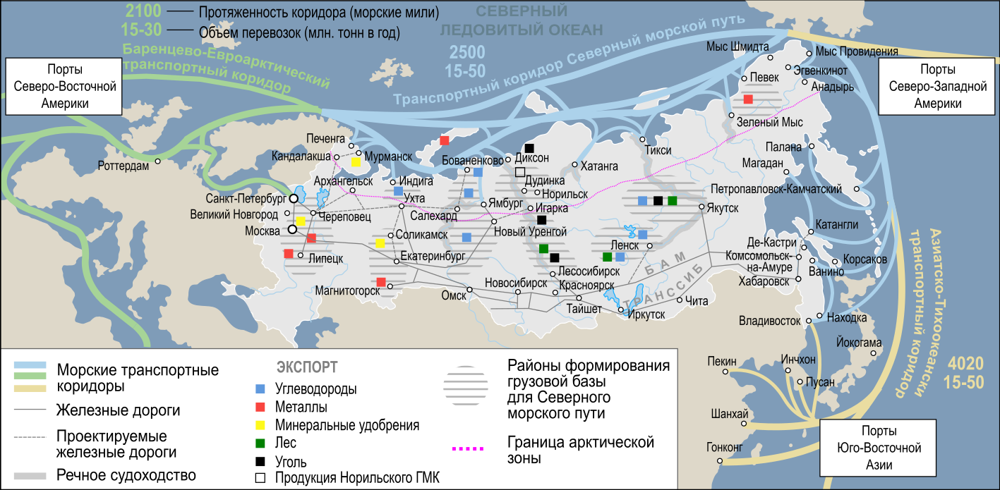 2100
Протяженность коридора (морские мили)
15-30
Объем перевозок (млн. тонн в год)
СЕВЕРНЫЙ
ЛЕДОВИТЫЙ ОКЕАН
Баренцево-Евроарктический
транспортный коридор
2500
15-50
Транспортный коридор Северный морской путь
Порты
Северо-Восточной
Америки
Порты
Северо-Западной
Америки
Мыс Шмидта
Мыс Провидения
Певек
Эгвенкинот
Анадырь
Зеленый Мыс
Печенга
Кандалакша
Мурманск
Роттердам
Бованенково
Диксон
Хатанга
Тикси
Палана
Магадан
Архангельск
Индига
Дудинка
Норильск
Петропавловск-Камчатский
Санкт-Петербург
Ухта
Ямбург
Игарка
Якутск
Великий Новгород
Череповец
Салехард
Москва
Соликамск
Новый Уренгой
Катангли
Липецк
Екатеринбург
Ленск
Де-Кастри
Комсомольск-
на-Амуре
Ванино
Корсаков
БАМ
ТРАНССИБ
Лесосибирск
Хабаровск
Магнитогорск
Омск
Новосибирск
Красноярск
Тайшет
Иркутск
Чита
Владивосток
Находка
Йокогама
Пекин
Инчхон
Пусан
Шанхай
Гонконг
Азиатско-Тихоокеански
транспортный коридор
4020
15-50
Порты
Юго-Восточной
Азии
Морские транспортные
коридоры
Железные дороги
Проектируемые
железные дороги
Речное судоходство
ЭКСПОРТ
Углеводороды
Металлы
Минеральные удобрения
Лес
Уголь
Продукция Норильского ГМК
Районы формирования
грузовой базы
для Северного
морского пути
Граница арктической
зоны